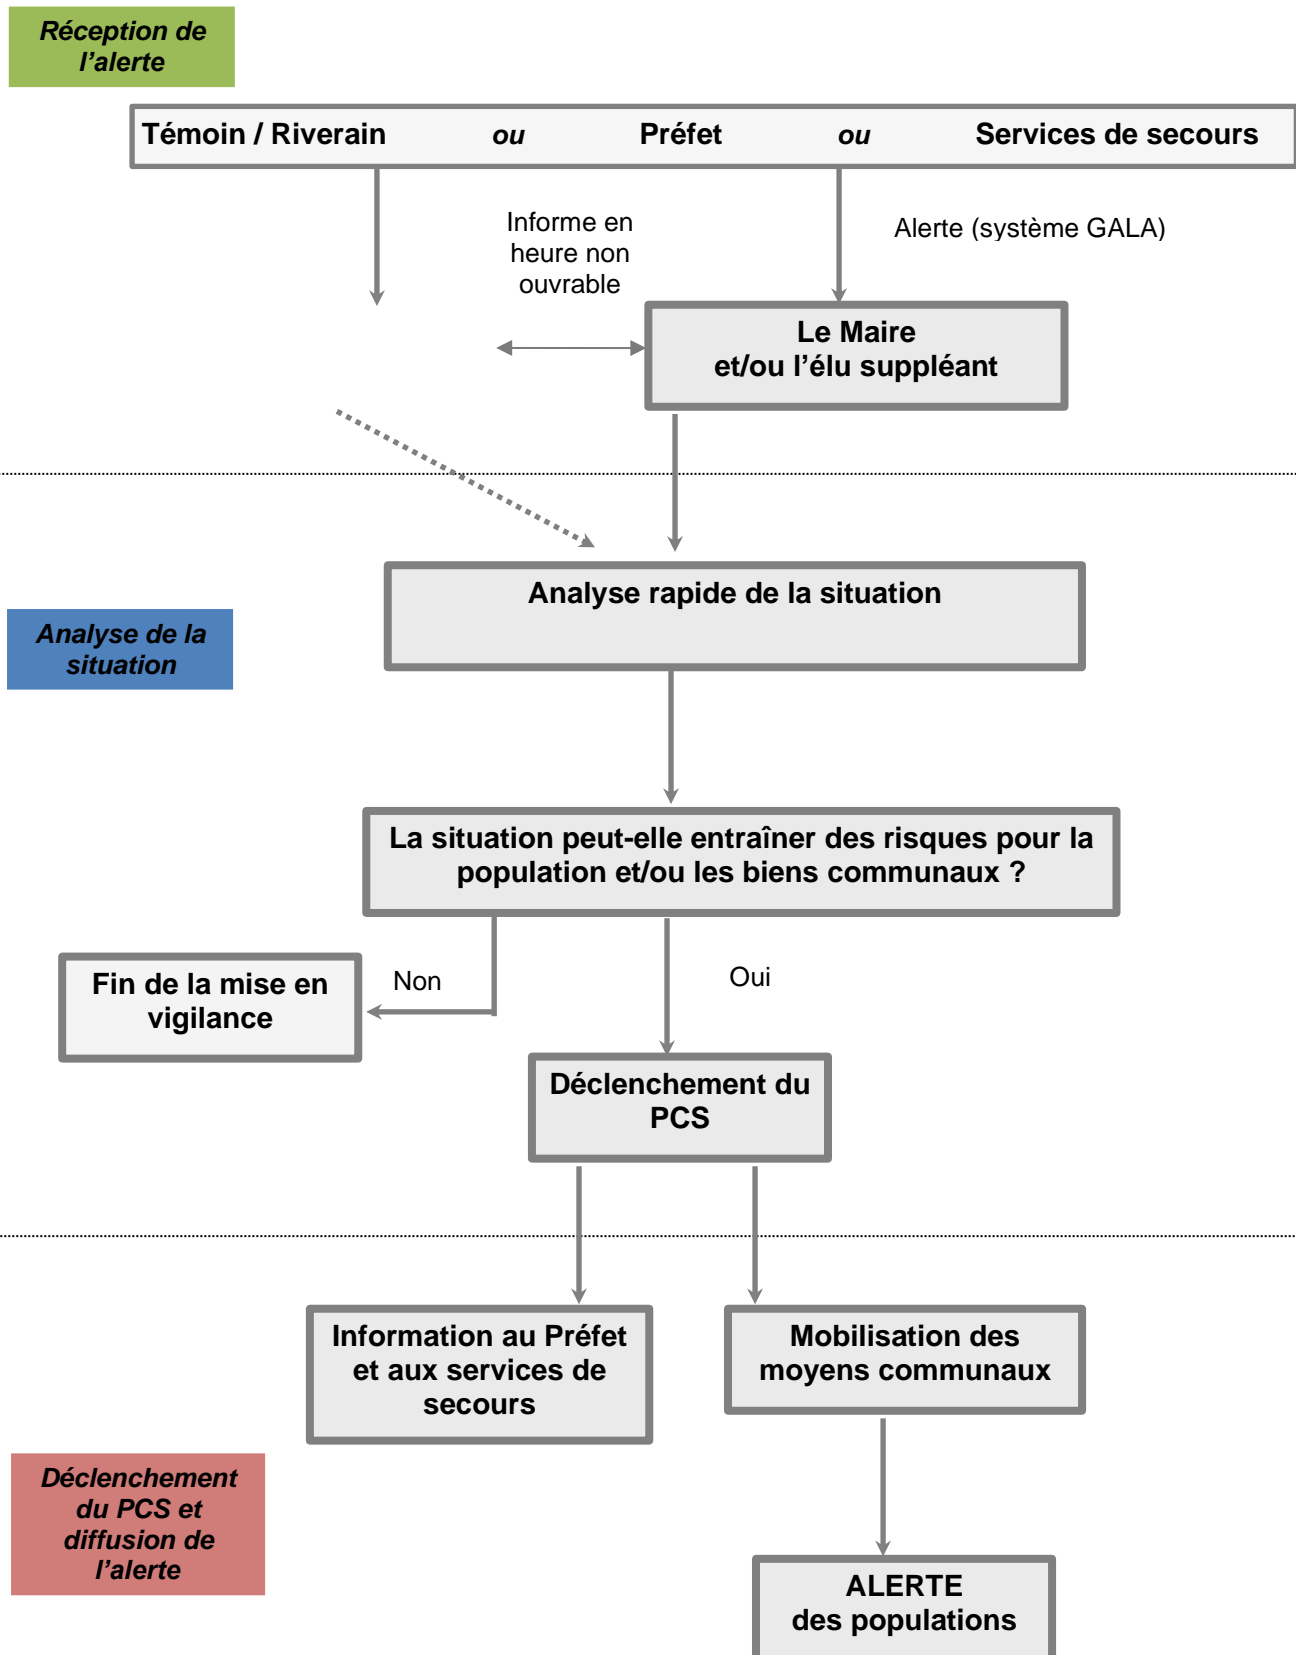 Réception de
l’alerte
Témoin / Riverain ou Préfet ou Services de secours
Informe en
heure non
ouvrable
Alerte (système GALA)
Le Maire
et/ou l’élu suppléant
Analyse rapide de la situation
Analyse de la
situation
La situation peut-elle entraîner des risques pour la
population et/ou les biens communaux ?
Fin de la mise en
vigilance
Non
Oui
Déclenchement du
PCS
Information au Préfet
et aux services de
secours
Mobilisation des
moyens communaux
Déclenchement
du PCS et
diffusion de
l’alerte
ALERTE
des populations